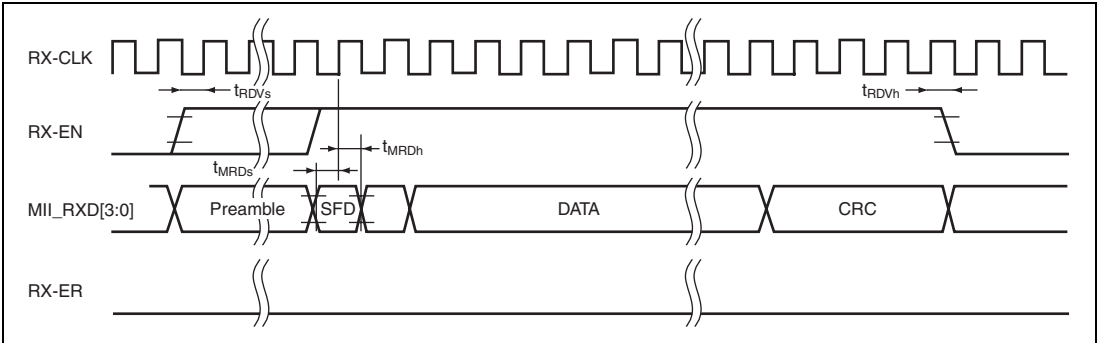 RX-CLK
tRDVs
tRDVh
RX-EN
tMRDh
tMRDs
MII_RXD[3:0]
Preamble
SFD
DATA
CRC
RX-ER